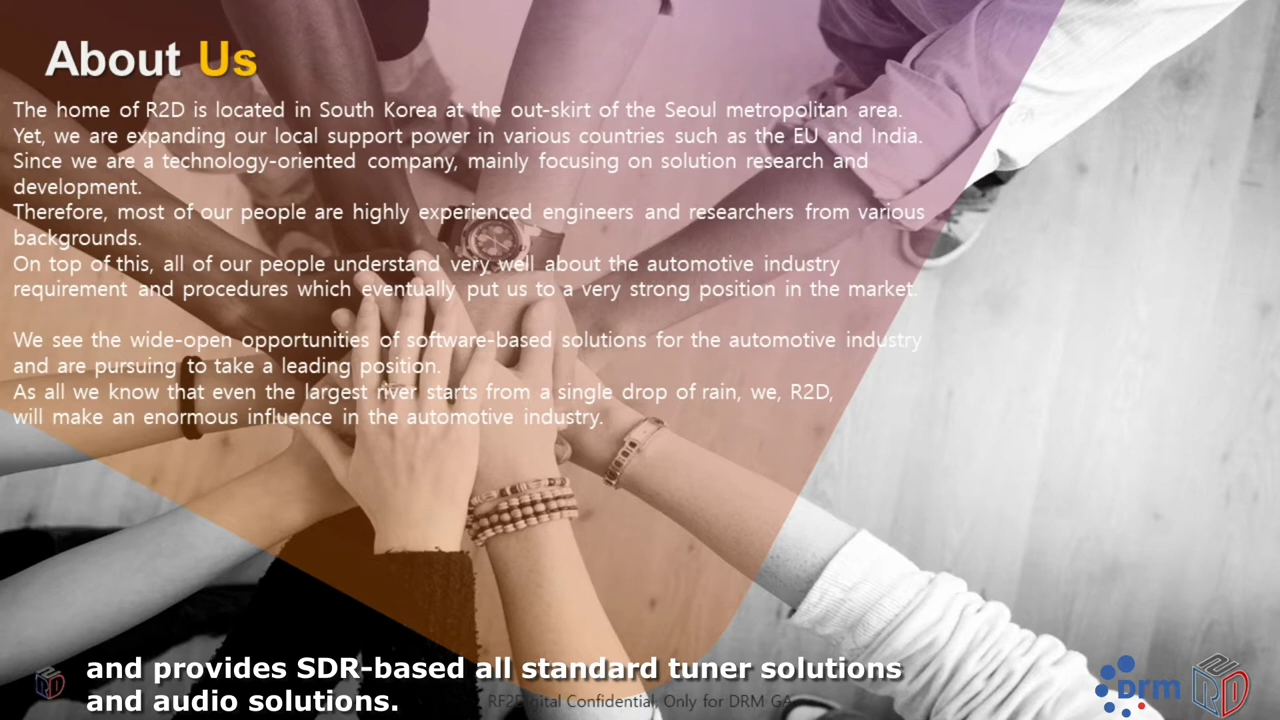 About Us
The home of R2D is located in South Korea at the out-skirt of the Seoul metropolitan area.
Yet, we are expanding our local support power in various countries such as the EU and India.
Since we are a technology-oriented company, mainly focusing on solution research and
development.
Therefore, most of our people are highly experienced engineers and researchers from various
backgrounds.
On top of this, all of our people understand very well about the automotive industry
requirement and procedures which eventually put us to a very strong position in the market.
We see the wide-open opportunities of software-based solutions for the automotive industry
and are pursuing to take a leading position.
As all we know that even the largest river starts from a single drop of rain, we, R2D,
will make an enormous influence in the automotive industry.
and provides SDR-based all standard tuner solutions
and audio solutions.
RF2Digital Confidential, Only for DRM GA
drm
R2D